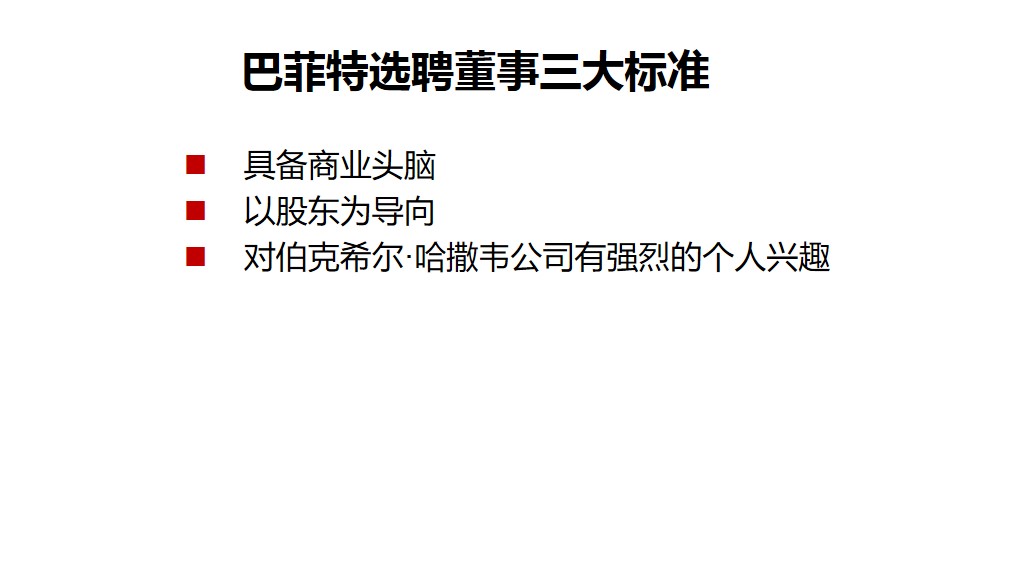 巴菲特选聘董事三大标准
具备商业头脑
以股东为导向
对伯克希尔·哈撒韦公司有强烈的个人兴趣